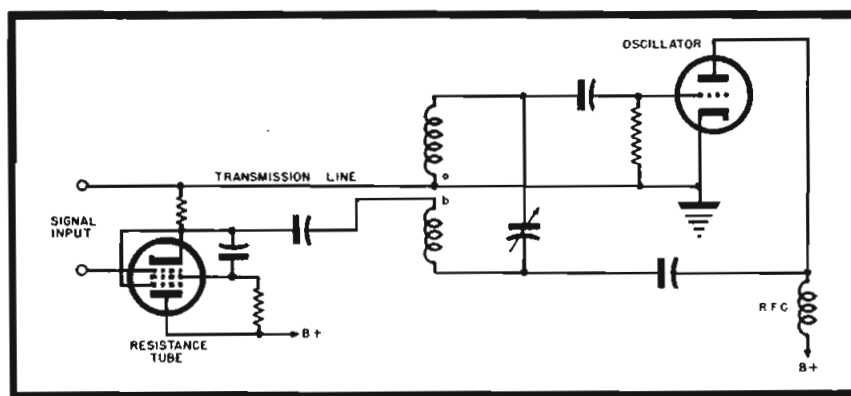 OSCILLATOR
TRANSMISSION LINE
a
b
SIGNAL
INPUT
RESISTANCE
TUBE
B+
RFC
B+